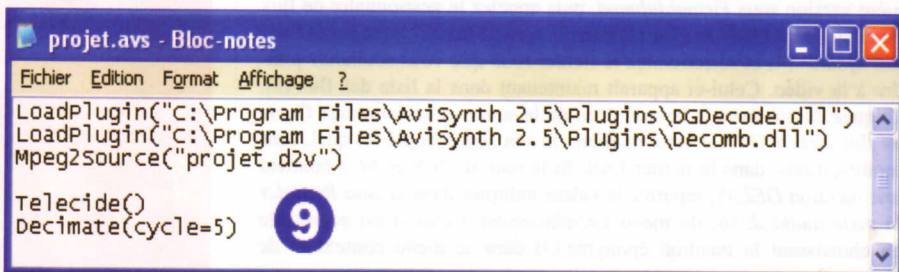 projet.avs - Bloc-notes
Fichier Edition Format Affichage ?
LoadPlugin("C:\Program Files\AviSynth 2.5\Plugins\DGDecode.dll")
LoadPlugin("C:\Program Files\AviSynth 2.5\Plugins\Decomb.dll")
Mpeg2Source("projet.d2v")
Telecide()
Decimate(cycle=5)
9